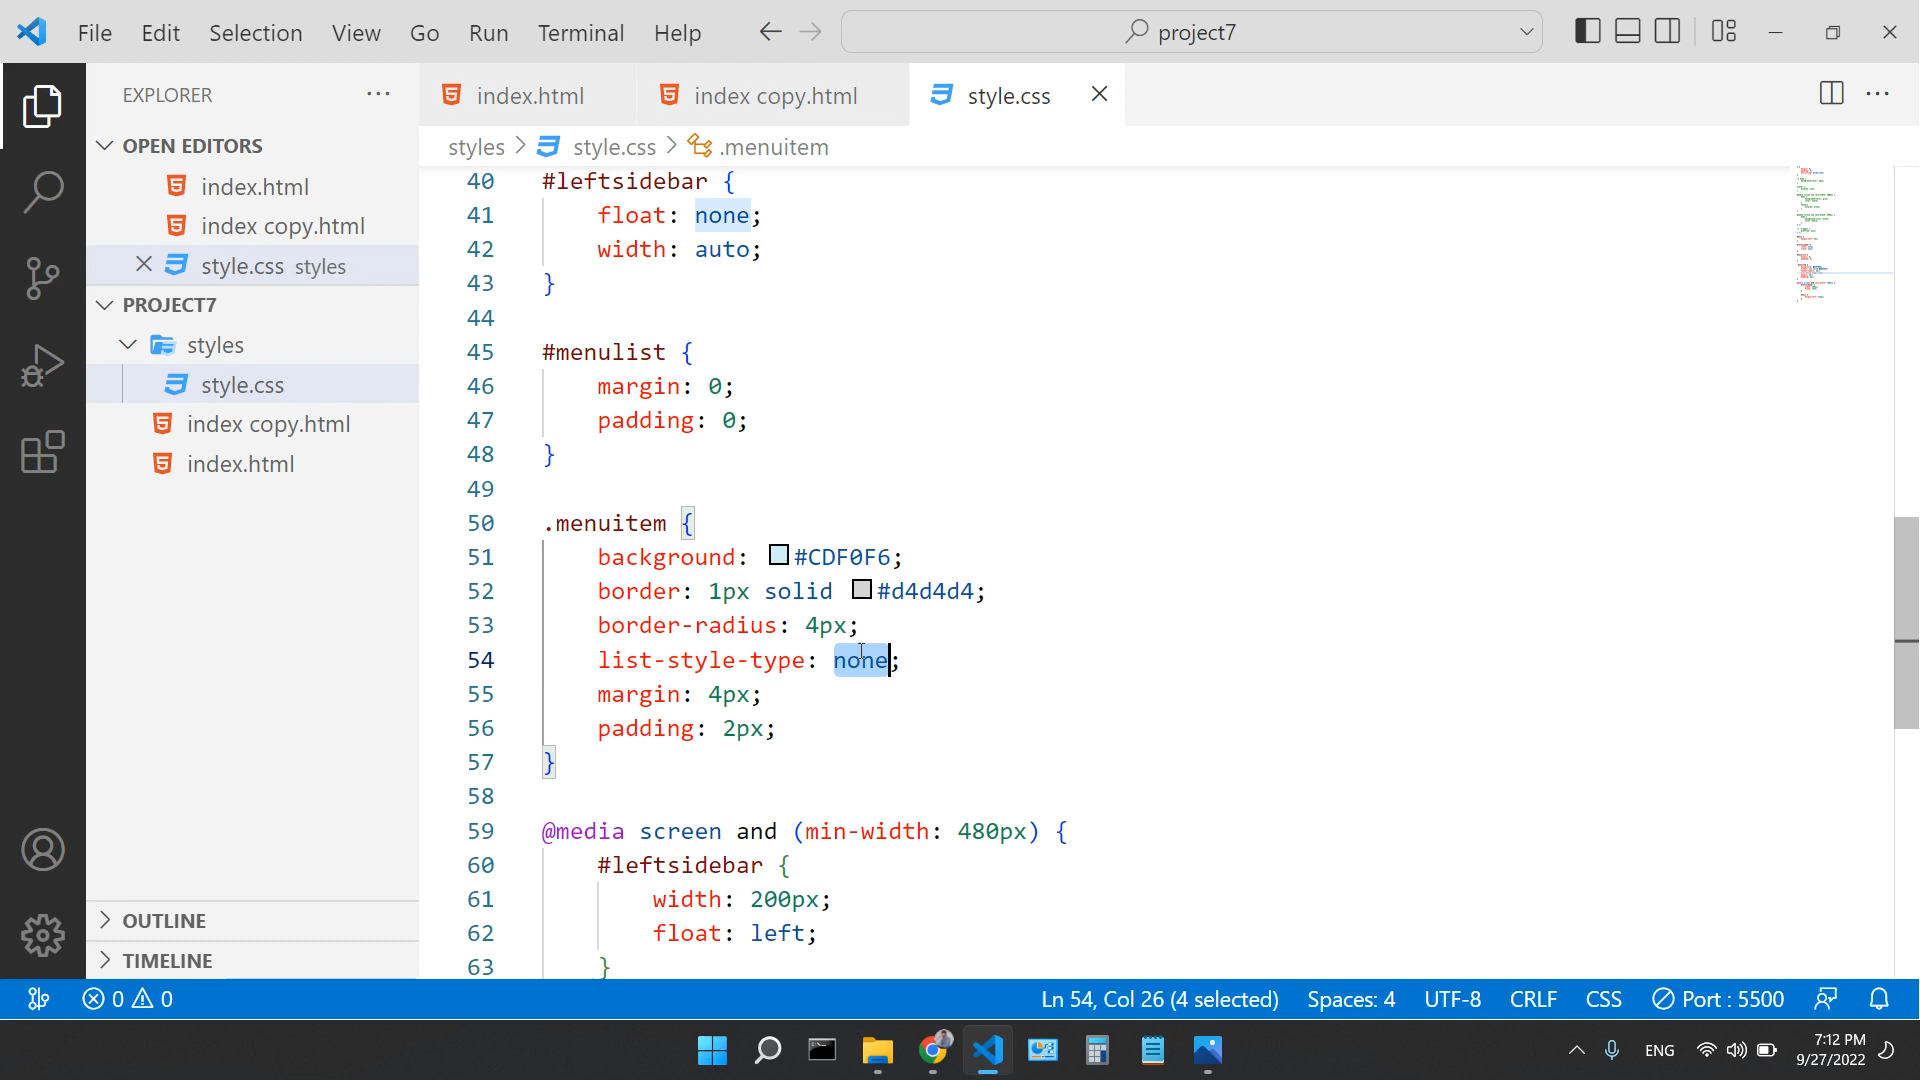 File Edit Selection View Go Run Terminal Help project7
EXPLORER
OPEN EDITORS
index.html
index copy.html
style.css styles
PROJECT7
styles
style.css
index copy.html
index.html
OUTLINE
TIMELINE
index.html index copy.html style.css
styles > style.css > .menuitem
40 #leftsidebar {
41 float: none;
42 width: auto;
43 }
44
45 #menulist {
46 margin: 0;
47 padding: 0;
48 }
49
50 .menuitem {
51 background: #CDF0F6;
52 border: 1px solid #d4d4d4;
53 border-radius: 4px;
54 list-style-type: none;
55 margin: 4px;
56 padding: 2px;
57 }
58
59 @media screen and (min-width: 480px) {
60 #leftsidebar {
61 width: 200px;
62 float: left;
63 }
0 0 Ln 54, Col 26 (4 selected) Spaces: 4 UTF-8 CRLF CSS Port : 5500
ENG
7:12 PM
9/27/2022